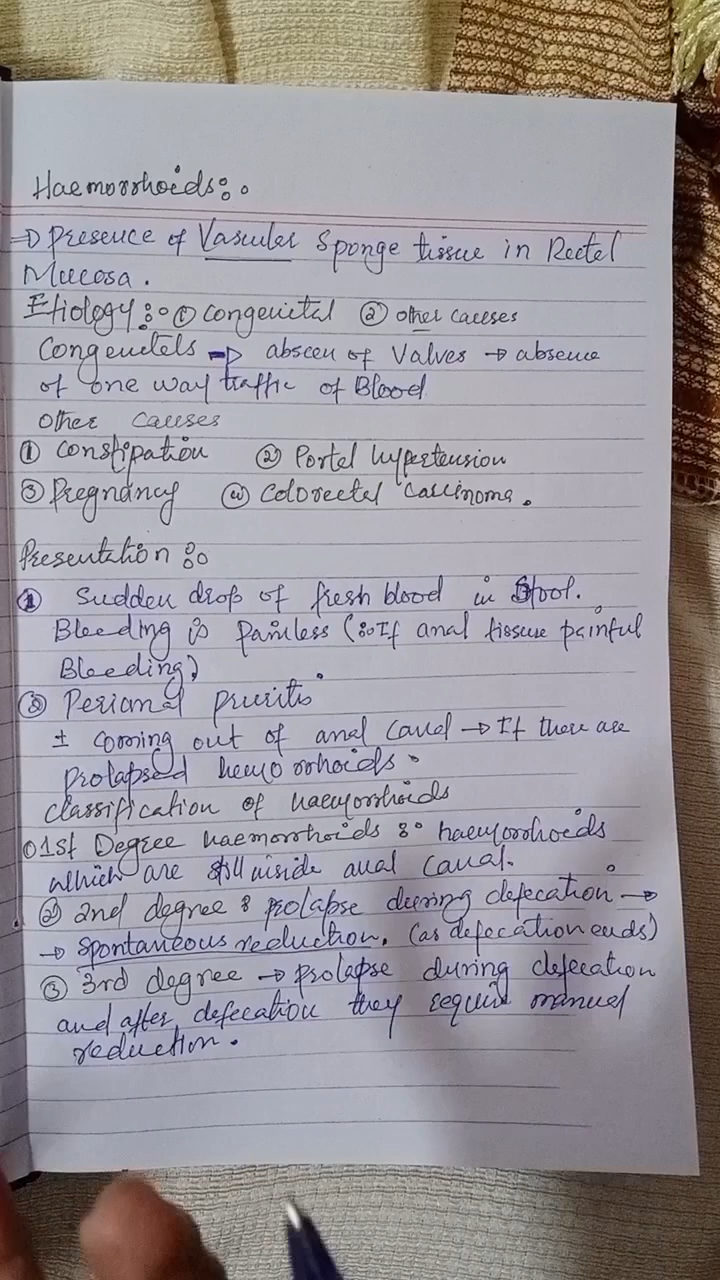 Haemorrhoids:
⇒ Presence of Vascular Sponge tissue in Rectal
Mucosa.
Etiology: ① Congenital ② other causes
Congenitals → absceu of Valves → absence
of one way traffic of Blood
other causes
① Constipation ② Portal hypertension
③ Pregnancy ④ Colorectal Carcinoma.
Presentation:
① Sudden drop of fresh blood in Stool.
Bleeding is Painless (: If anal fissure painful
Bleeding)
② Perianal pruritis
± coming out of anal canal → If there are
prolapsed hemorrhoids.
classification of haemorrhoids
① 1st Degree haemorrhoids: haemorrhoids
which are still inside anal canal.
② 2nd degree: prolapse during defecation →
→ Spontaneous reduction. (as defecation ends)
③ 3rd degree → prolapse during defecation
and after defecation they require manual
reduction.